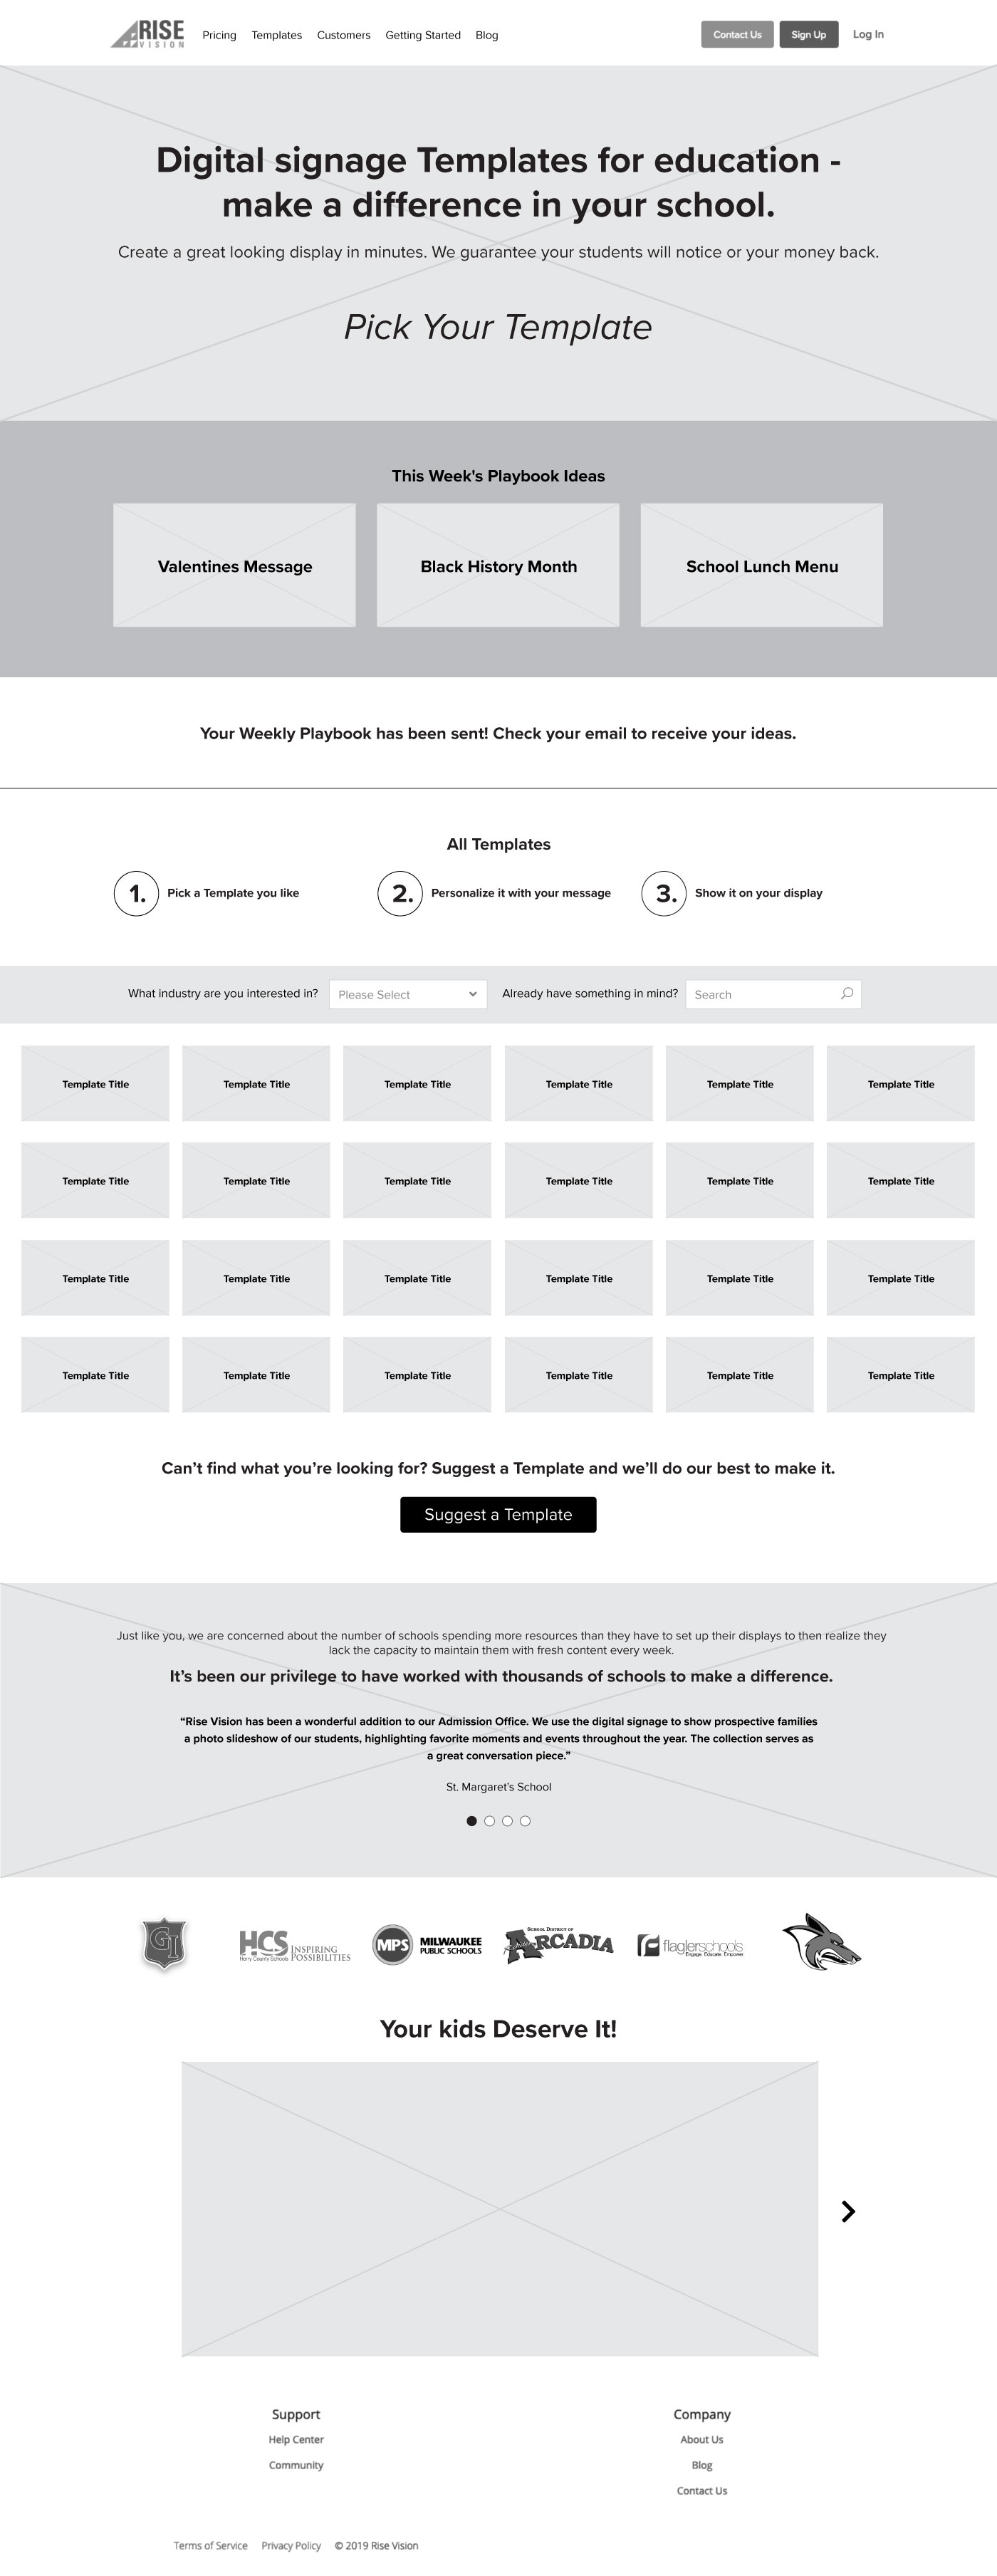 RISE
VISION
Pricing Templates Customers Getting Started Blog
Contact Us Sign Up Log In
Digital signage Templates for education -
make a difference in your school.
Create a great looking display in minutes. We guarantee your students will notice or your money back.
Pick Your Template
This Week's Playbook Ideas
Valentines Message Black History Month School Lunch Menu
Your Weekly Playbook has been sent! Check your email to receive your ideas.
All Templates
1. Pick a Template you like 2. Personalize it with your message 3. Show it on your display
What industry are you interested in? Please Select Already have something in mind? Search
Template Title Template Title Template Title Template Title Template Title Template Title
Template Title Template Title Template Title Template Title Template Title Template Title
Template Title Template Title Template Title Template Title Template Title Template Title
Template Title Template Title Template Title Template Title Template Title Template Title
Can’t find what you’re looking for? Suggest a Template and we’ll do our best to make it.
Suggest a Template
Just like you, we are concerned about the number of schools spending more resources than they have to set up their displays to then realize they
lack the capacity to maintain them with fresh content every week.
It’s been our privilege to have worked with thousands of schools to make a difference.
“Rise Vision has been a wonderful addition to our Admission Office. We use the digital signage to show prospective families
a photo slideshow of our students, highlighting favorite moments and events throughout the year. The collection serves as
a great conversation piece.”
St. Margaret's School
GI
HCS
Horry County Schools
INSPIRING
POSSIBILITIES
MPS
MILWAUKEE
PUBLIC SCHOOLS
SCHOOL DISTRICT OF
ARCADIA
flaglerschools
Engage. Educate. Empower.
Your kids Deserve It!
Support Company
Help Center About Us
Community Blog
Contact Us
Terms of Service Privacy Policy © 2019 Rise Vision